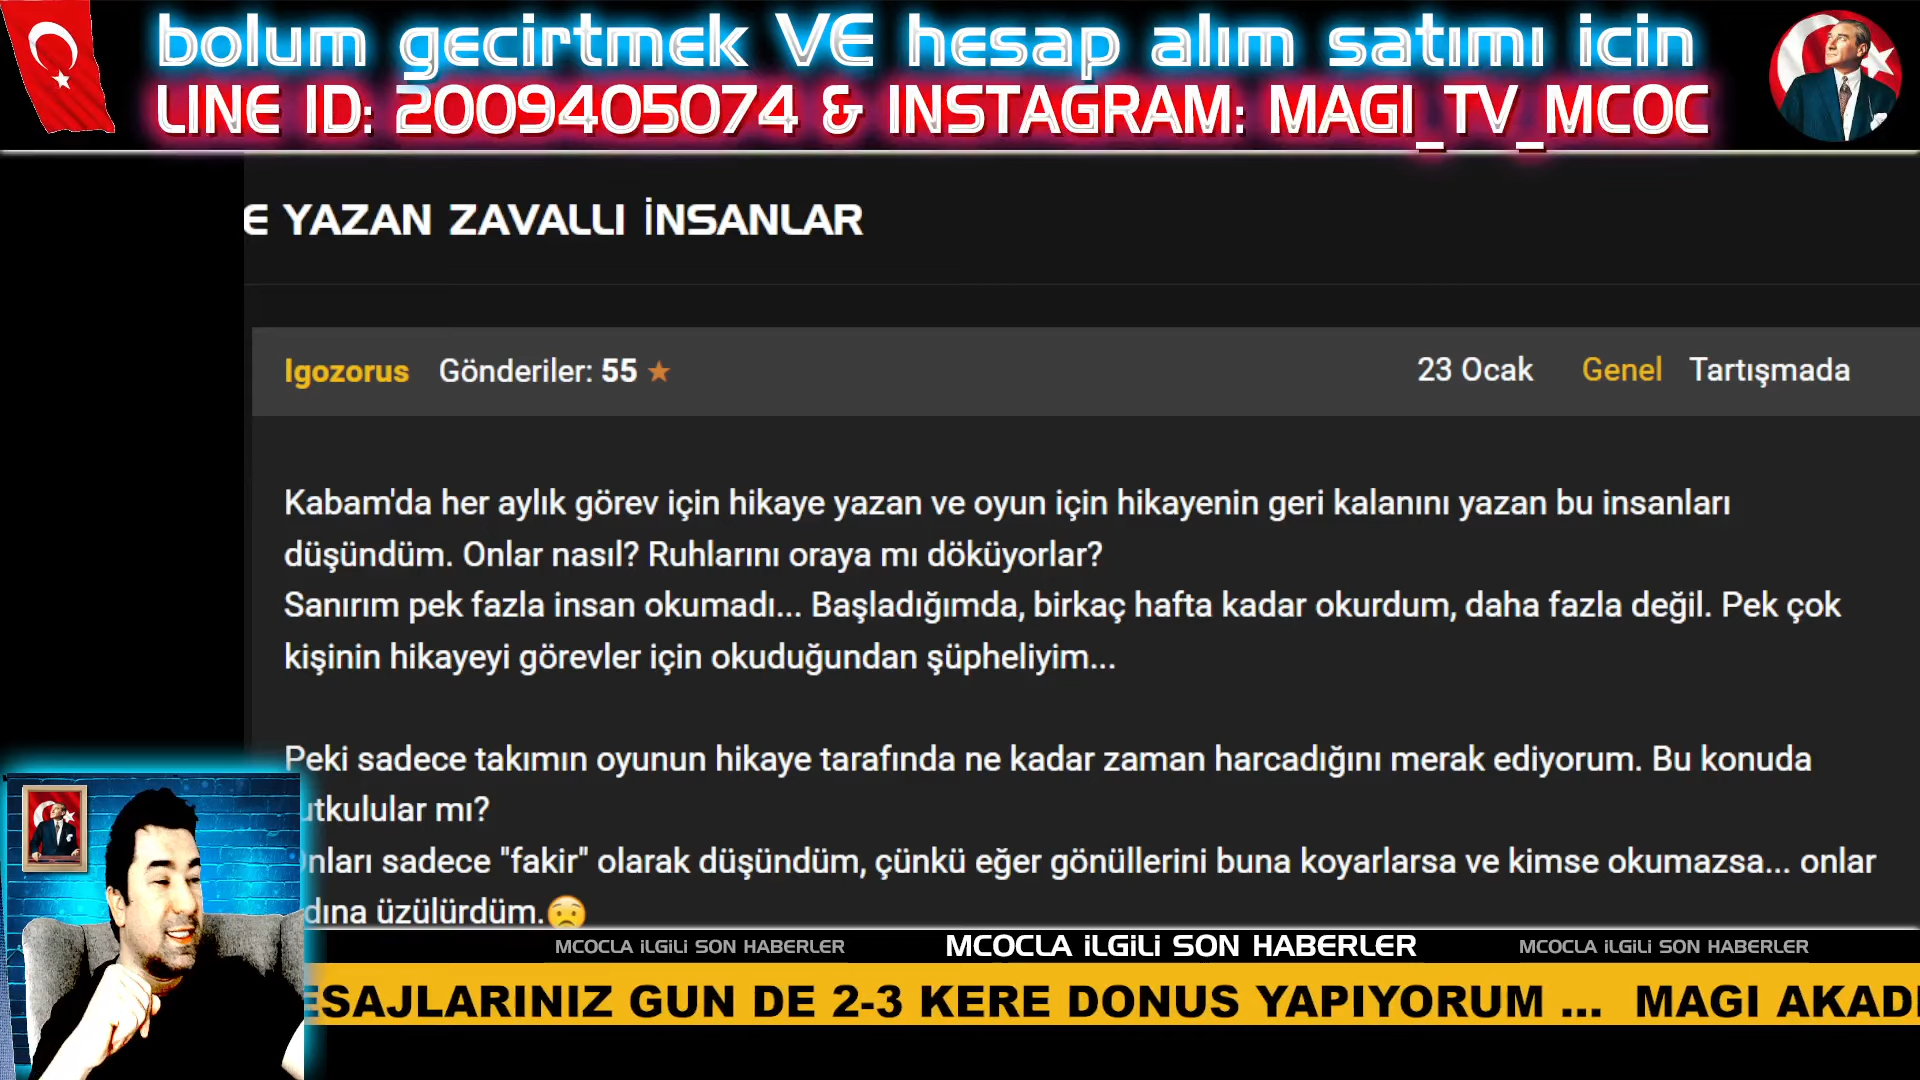 bolum gecirtmek VE hesap alım satımı icin
LINE ID: 2009405074 & INSTAGRAM: MAGI_TV_MCOC
E YAZAN ZAVALLI İNSANLAR
Igozorus Gönderiler: 55 23 Ocak Genel Tartışmada
Kabam'da her aylık görev için hikaye yazan ve oyun için hikayenin geri kalanını yazan bu insanları
düşündüm. Onlar nasıl? Ruhlarını oraya mı döküyorlar?
Sanırım pek fazla insan okumadı... Başladığımda, birkaç hafta kadar okurdum, daha fazla değil. Pek çok
kişinin hikayeyi görevler için okuduğundan şüpheliyim...
Peki sadece takımın oyunun hikaye tarafında ne kadar zaman harcadığını merak ediyorum. Bu konuda
utkulular mı?
nları sadece "fakir" olarak düşündüm, çünkü eğer gönüllerini buna koyarlarsa ve kimse okumazsa... onlar
dına üzülürdüm.😟
MCOCLA iLGiLi SON HABERLER MCOCLA iLGiLi SON HABERLER MCOCLA iLGiLi SON HABERLER
ESAJLARINIZ GUN DE 2-3 KERE DONUS YAPIYORUM ... MAGI AKADI